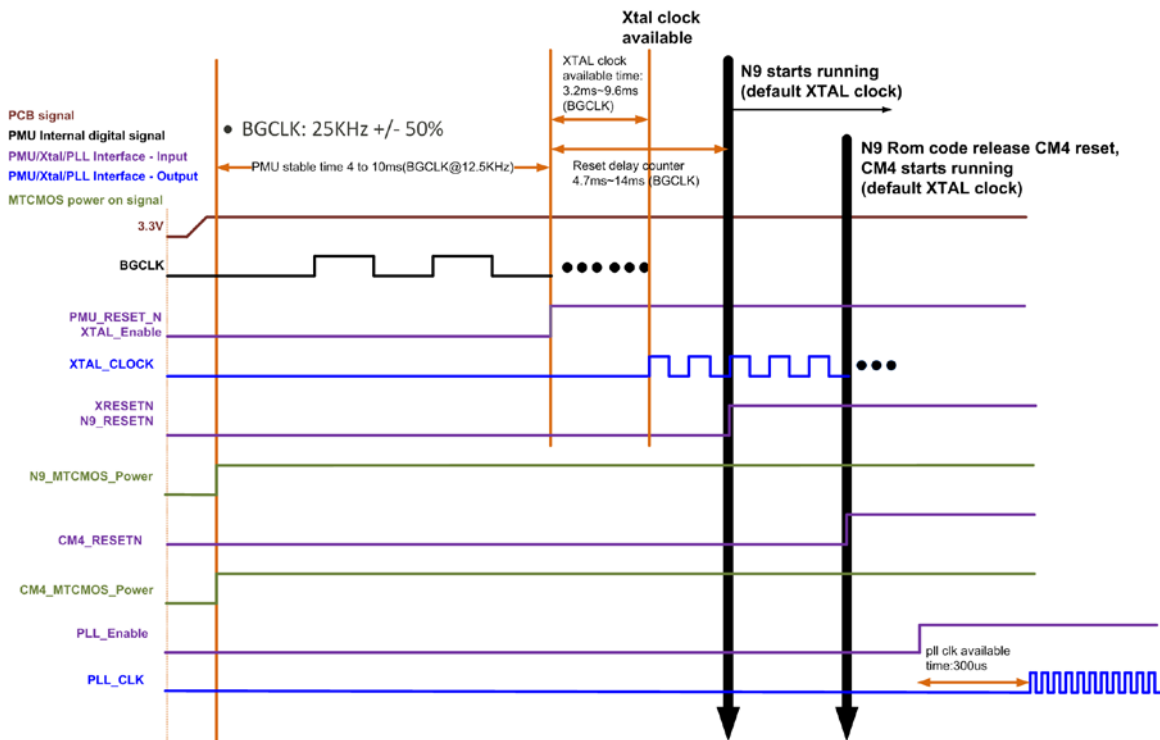 Xtal clock
available
XTAL clock
available time:
3.2ms~9.6ms
(BGCLK)
N9 starts running
(default XTAL clock)
PCB signal
PMU Internal digital signal
PMU/Xtal/PLL Interface - Input
PMU/Xtal/PLL Interface - Output
MTCMOS power on signal
● BGCLK: 25KHz +/- 50%
PMU stable time 4 to 10ms(BGCLK@12.5KHz)
Reset delay counter
4.7ms~14ms (BGCLK)
N9 Rom code release CM4 reset,
CM4 starts running
(default XTAL clock)
3.3V
BGCLK
PMU_RESET_N
XTAL_Enable
XTAL_CLOCK
XRESETN
N9_RESETN
N9_MTCMOS_Power
CM4_RESETN
CM4_MTCMOS_Power
PLL_Enable
pll clk available
time:300us
PLL_CLK